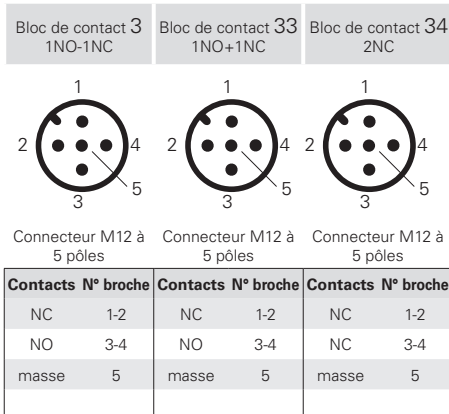 Bloc de contact 3
1NO-1NC
Bloc de contact 33
1NO+1NC
Bloc de contact 34
2NC
1
2
4
5
3
1
2
4
5
3
1
2
4
5
3
Connecteur M12 à
5 pôles
Connecteur M12 à
5 pôles
Connecteur M12 à
5 pôles
Contacts N° broche Contacts N° broche Contacts N° broche
NC 1-2 NC 1-2 NC 1-2
NO 3-4 NO 3-4 NC 3-4
masse 5 masse 5 masse 5